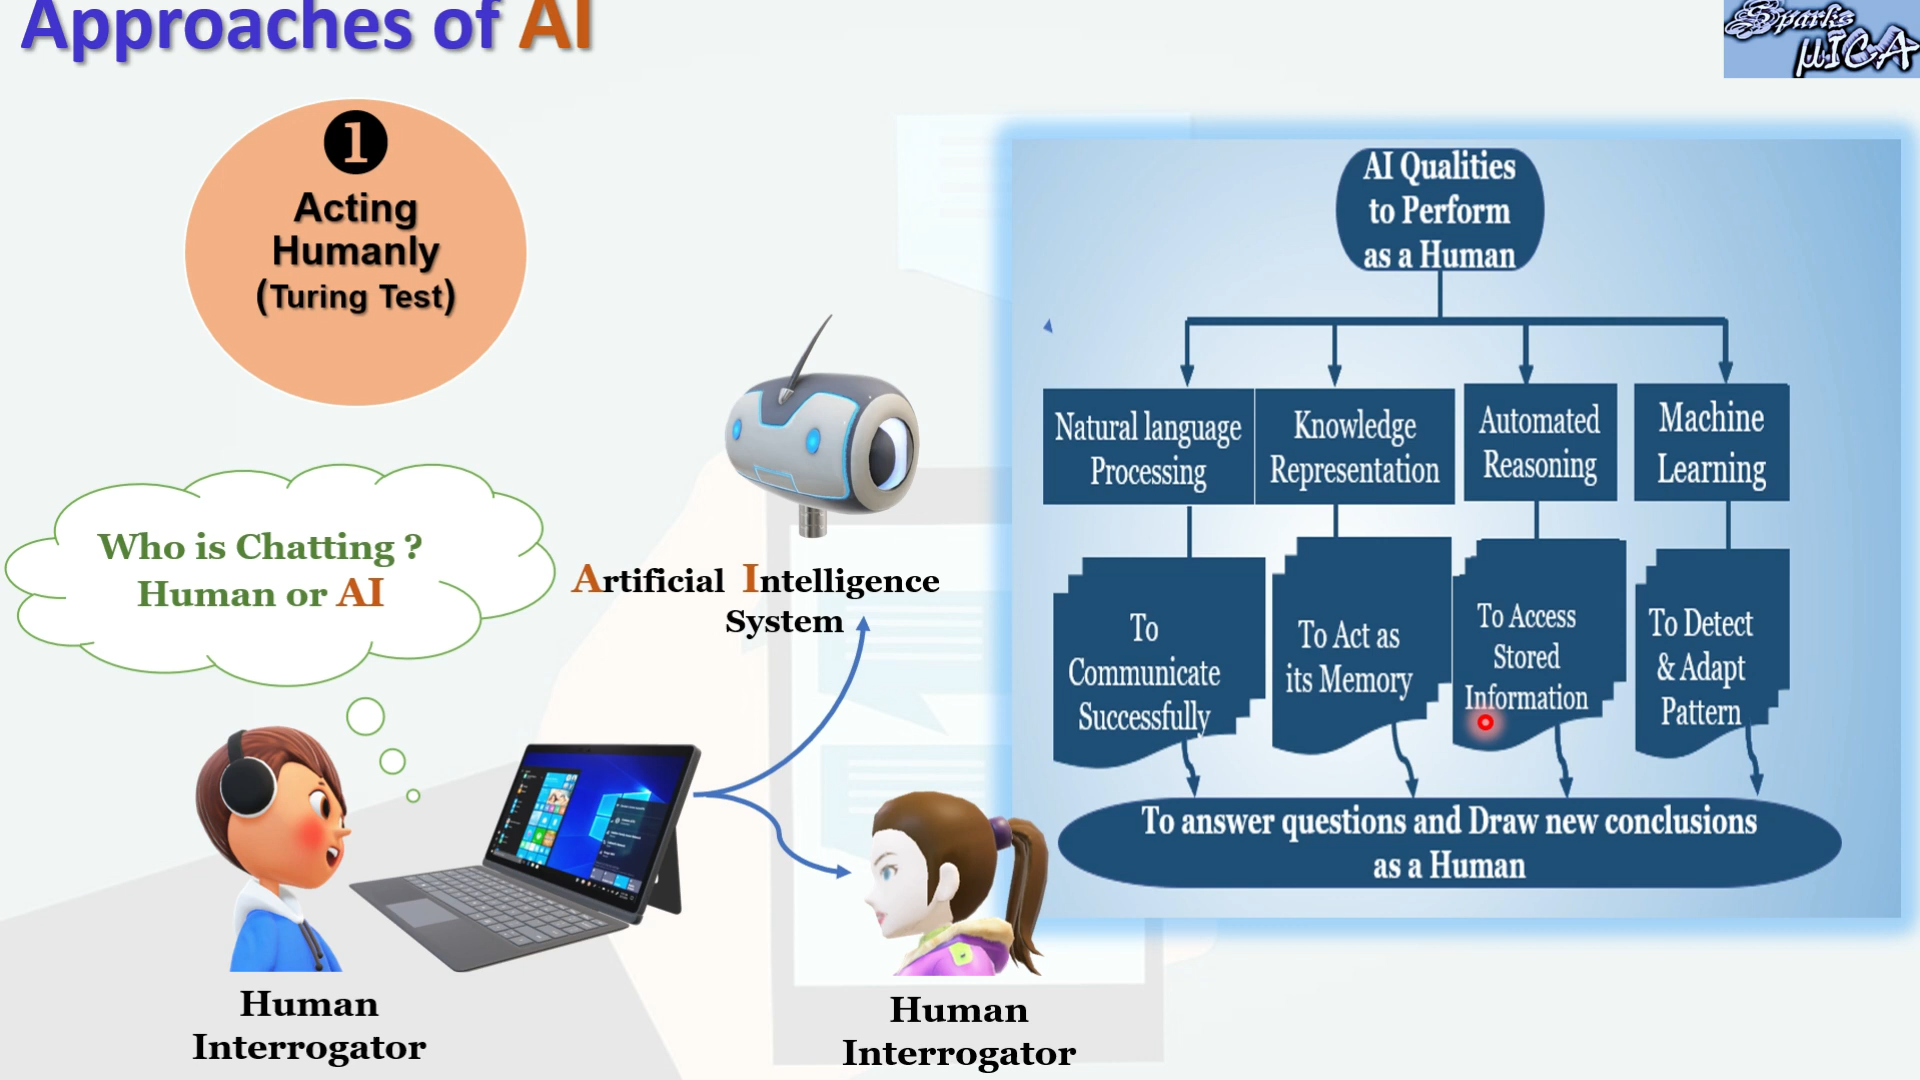 Approaches of AI
Sparks
µICA
1
Acting
Humanly
(Turing Test)
Who is Chatting ?
Human or AI
Artificial Intelligence
System
Human
Interrogator
Human
Interrogator
AI Qualities
to Perform
as a Human
Natural language
Processing
Knowledge
Representation
Automated
Reasoning
Machine
Learning
To
Communicate
Successfully
To Act as
its Memory
To Access
Stored
Information
To Detect
& Adapt
Pattern
To answer questions and Draw new conclusions
as a Human